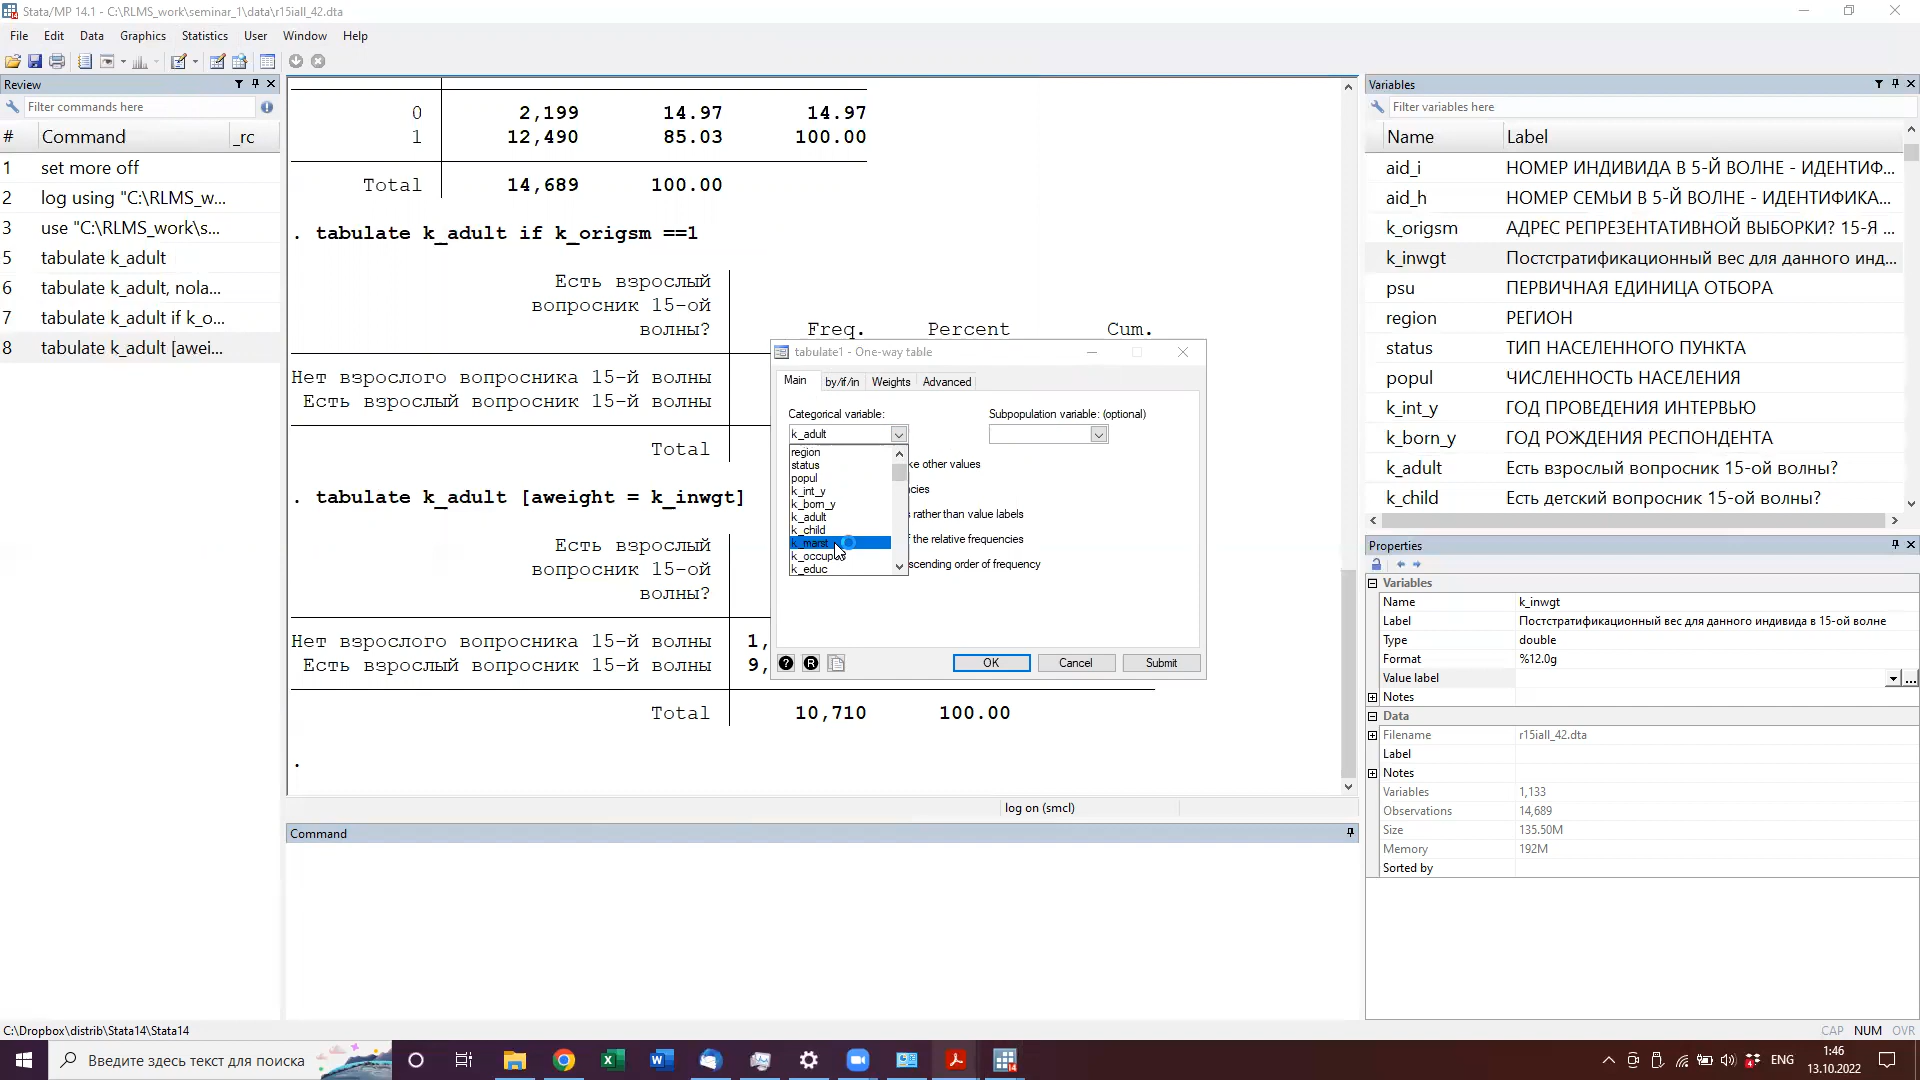 Stata/MP 14.1 - C:\RLMS_work\seminar_1\data\r15iall_42.dta
File Edit Data Graphics Statistics User Window Help
Review
Filter commands here
# Command _rc
1 set more off
2 log using "C:\RLMS_w...
3 use "C:\RLMS_work\s...
5 tabulate k_adult
6 tabulate k_adult, nola...
7 tabulate k_adult if k_o...
8 tabulate k_adult [awei...
0 2,199 14.97 14.97
1 12,490 85.03 100.00
Total 14,689 100.00
. tabulate k_adult if k_origsm ==1
Есть взрослый
вопросник 15-ой
волны? Freq. Percent Cum.
Нет взрослого вопросника 15-й волны
Есть взрослый вопросник 15-й волны
Total
. tabulate k_adult [aweight = k_inwgt]
Есть взрослый
вопросник 15-ой
волны?
Нет взрослого вопросника 15-й волны 1,
Есть взрослый вопросник 15-й волны 9,
Total 10,710 100.00
.
log on (smcl)
Command
tabulate1 - One-way table
Main by/if/in Weights Advanced
Categorical variable: Subpopulation variable: (optional)
k_adult
region
status
popul
k_int_y
k_born_y
k_adult
k_child
k_marst
k_occup
k_educ
ke other values
cies
s rather than value labels
f the relative frequencies
scending order of frequency
OK Cancel Submit
Variables
Filter variables here
Name Label
aid_i НОМЕР ИНДИВИДА В 5-Й ВОЛНЕ - ИДЕНТИФ...
aid_h НОМЕР СЕМЬИ В 5-Й ВОЛНЕ - ИДЕНТИФИКА...
k_origsm АДРЕС РЕПРЕЗЕНТАТИВНОЙ ВЫБОРКИ? 15-Я ...
k_inwgt Постстратификационный вес для данного инд...
psu ПЕРВИЧНАЯ ЕДИНИЦА ОТБОРА
region РЕГИОН
status ТИП НАСЕЛЕННОГО ПУНКТА
popul ЧИСЛЕННОСТЬ НАСЕЛЕНИЯ
k_int_y ГОД ПРОВЕДЕНИЯ ИНТЕРВЬЮ
k_born_y ГОД РОЖДЕНИЯ РЕСПОНДЕНТА
k_adult Есть взрослый вопросник 15-ой волны?
k_child Есть детский вопросник 15-ой волны?
Properties
Variables
Name k_inwgt
Label Постстратификационный вес для данного индивида в 15-ой волне
Type double
Format %12.0g
Value label
Notes
Data
Filename r15iall_42.dta
Label
Notes
Variables 1,133
Observations 14,689
Size 135.50M
Memory 192M
Sorted by
C:\Dropbox\distrib\Stata14\Stata14
CAP NUM OVR
Введите здесь текст для поиска
ENG
1:46
13.10.2022